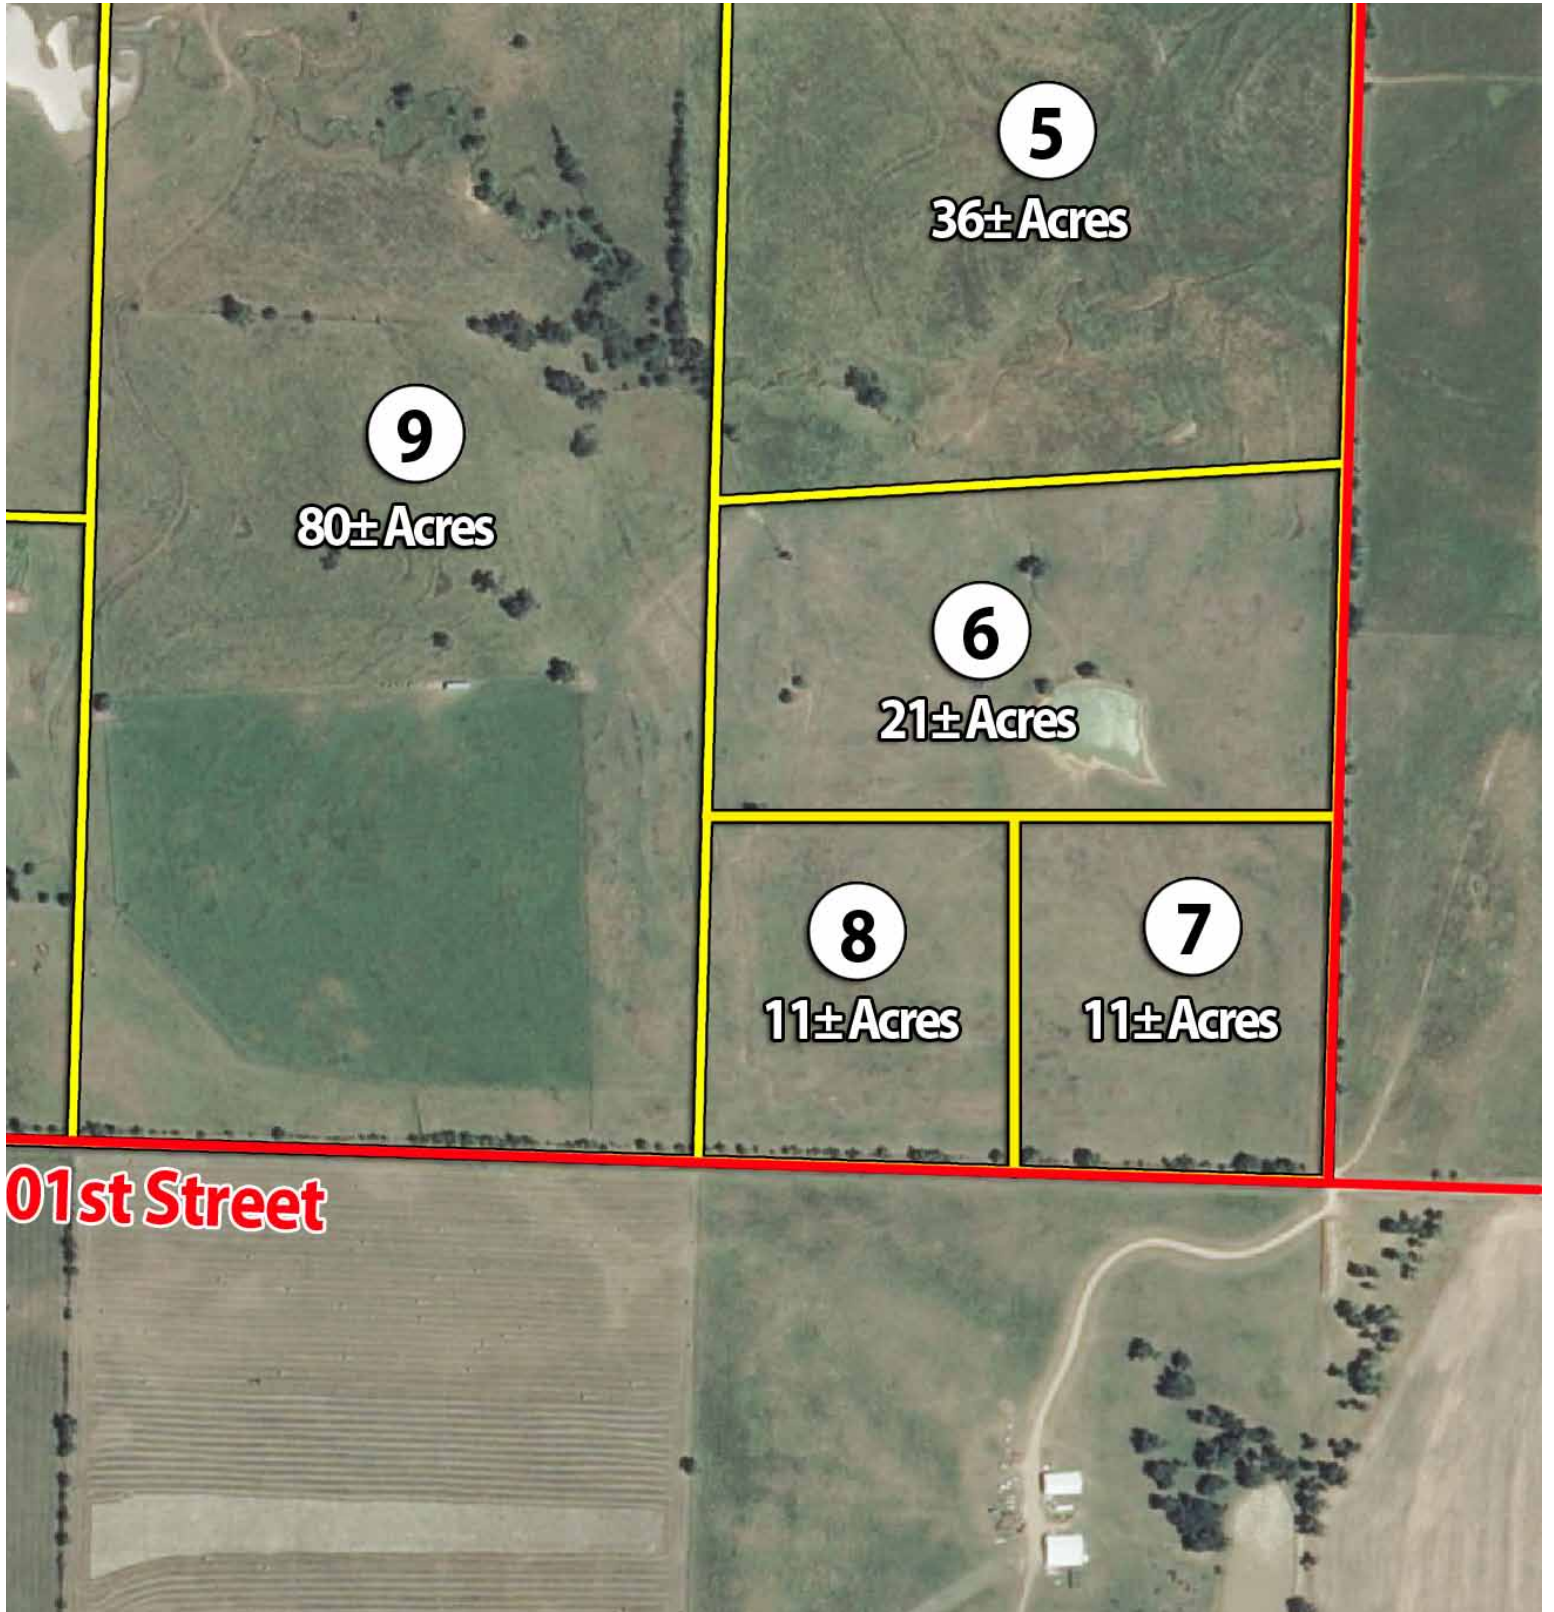 5
36± Acres
9
80± Acres
6
21± Acres
8
11± Acres
7
11± Acres
01st Street